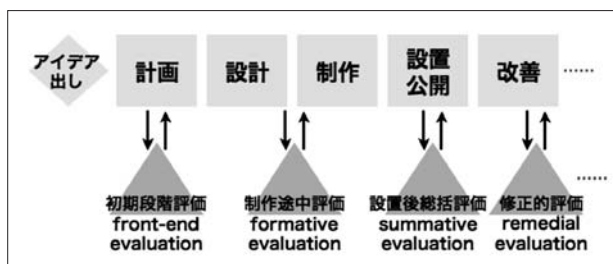 アイデア
出し
計画
設計
制作
設置
公開
改善
……
初期段階評価
front-end
evaluation
制作途中評価
formative
evaluation
設置後総括評価
summative
evaluation
修正的評価
remedial
evaluation
……